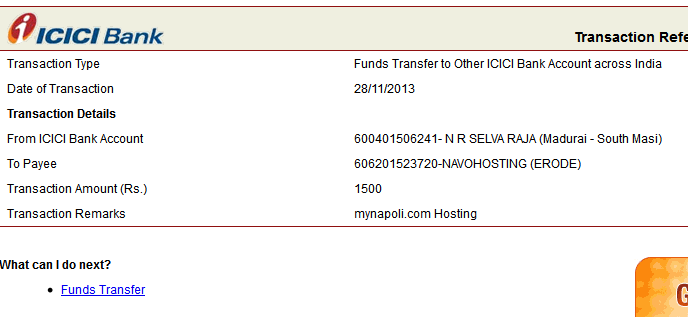 ICICI Bank
Transaction Refe
Transaction Type Funds Transfer to Other ICICI Bank Account across India
Date of Transaction 28/11/2013
Transaction Details
From ICICI Bank Account 600401506241- N R SELVA RAJA (Madurai - South Masi)
To Payee 606201523720-NAVOHOSTING (ERODE)
Transaction Amount (Rs.) 1500
Transaction Remarks mynapoli.com Hosting
What can I do next?
• Funds Transfer
G